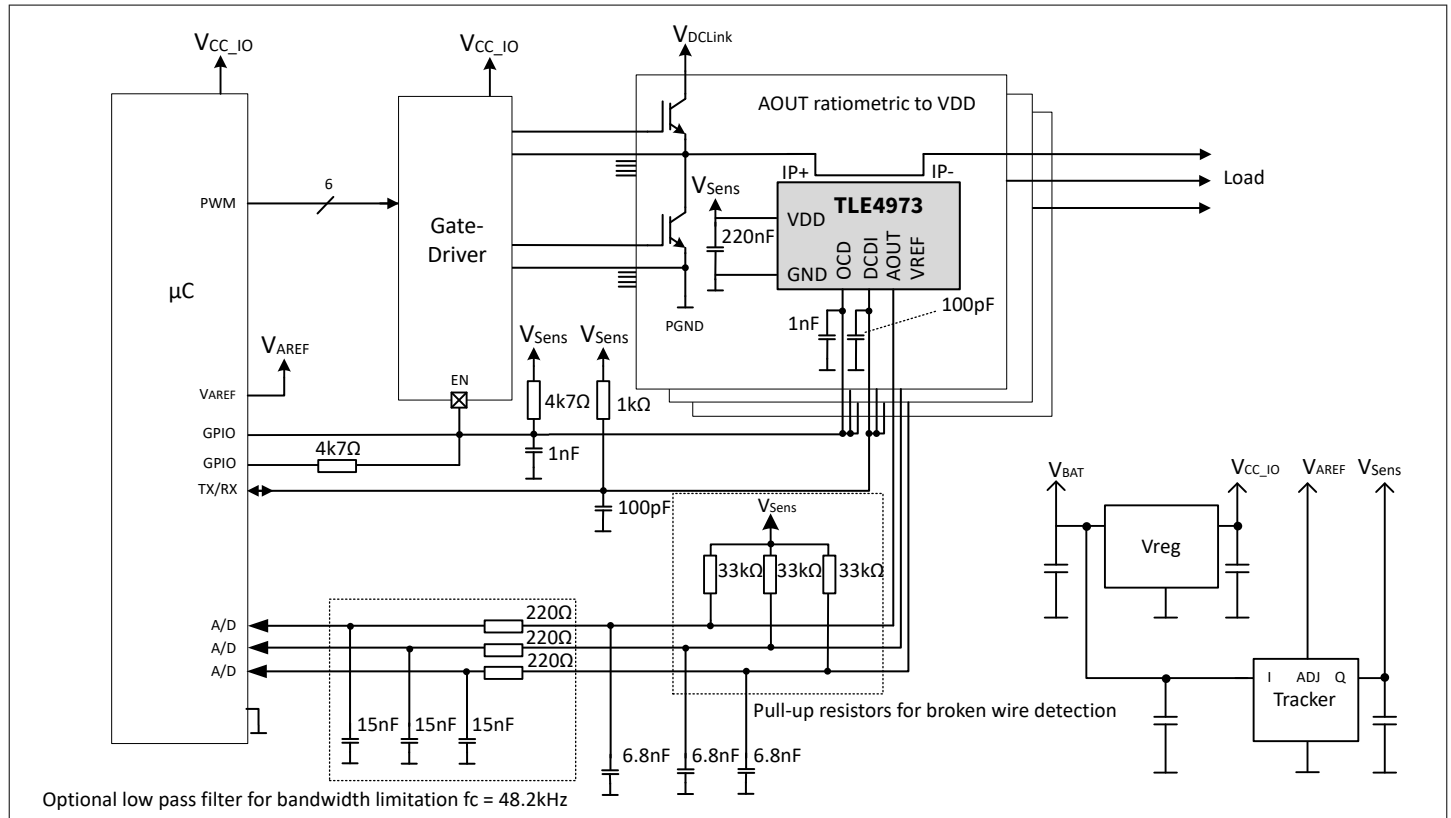 VCC_IO
VCC_IO
VDCLink
AOUT ratiometric to VDD
PWM
6
Gate-
Driver
µC
EN
VSens
220nF
IP+
IP-
TLE4973
VDD
GND
OCD
DCDI
AOUT
VREF
Load
PGND
1nF
100pF
VAREF
VAREF
GPIO
GPIO
TX/RX
4k7Ω
VSens
4k7Ω
1nF
VSens
1kΩ
100pF
VSens
33kΩ
33kΩ
33kΩ
A/D
A/D
A/D
220Ω
220Ω
220Ω
15nF
15nF
15nF
6.8nF
6.8nF
6.8nF
Pull-up resistors for broken wire detection
Optional low pass filter for bandwidth limitation fc = 48.2kHz
VBAT
VCC_IO
VAREF
VSens
Vreg
I
ADJ
Q
Tracker